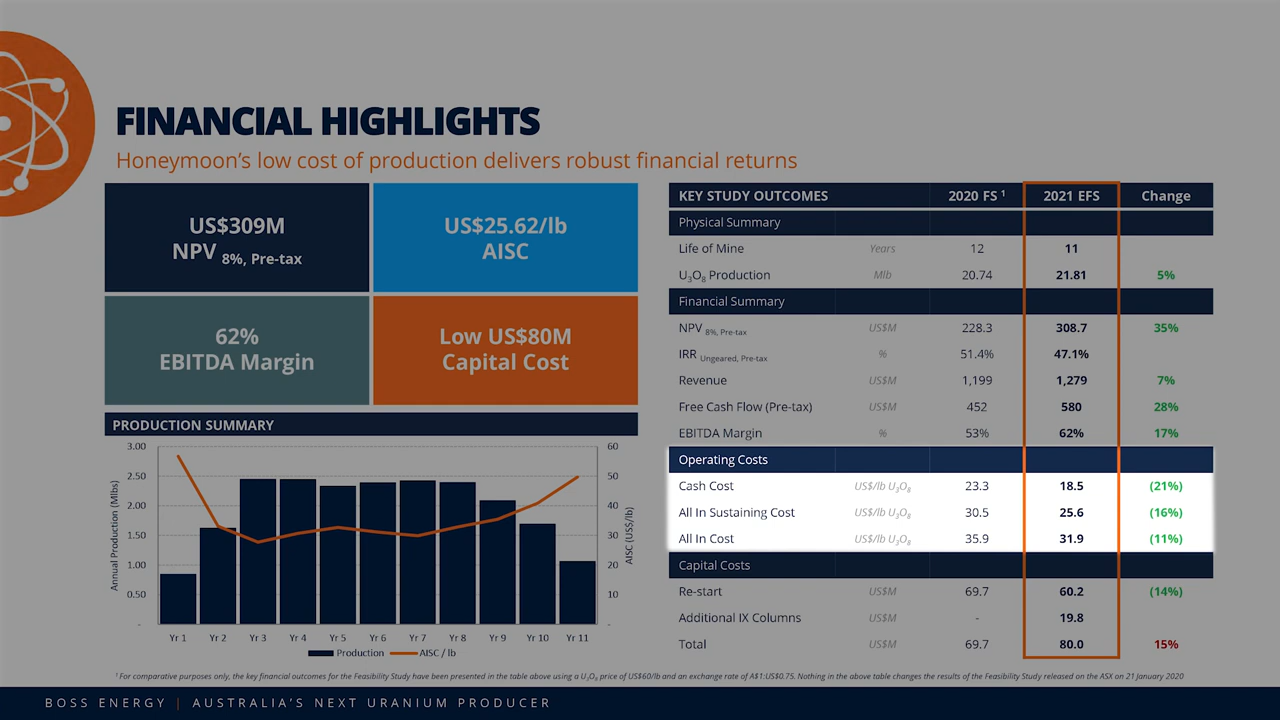 FINANCIAL HIGHLIGHTS
Honeymoon's low cost of production delivers robust financial returns
US$309M
NPV 8%, Pre-tax
US$25.62/lb
AISC
62%
EBITDA Margin
Low US$80M
Capital Cost
PRODUCTION SUMMARY
3.00 60
2.50 50
2.00 40
1.50 30
1.00 20
0.50 10
- -
Annual Production (Mlbs)
AISC (US$/lb)
Yr 1 Yr 2 Yr 3 Yr 4 Yr 5 Yr 6 Yr 7 Yr 8 Yr 9 Yr 10 Yr 11
Production AISC / lb
KEY STUDY OUTCOMES 2020 FS ¹ 2021 EFS Change
Physical Summary
Life of Mine Years 12 11
U₃O₈ Production Mlb 20.74 21.81 5%
Financial Summary
NPV 8%, Pre-tax US$M 228.3 308.7 35%
IRR Ungeared, Pre-tax % 51.4% 47.1%
Revenue US$M 1,199 1,279 7%
Free Cash Flow (Pre-tax) US$M 452 580 28%
EBITDA Margin % 53% 62% 17%
Operating Costs
Cash Cost US$/lb U₃O₈ 23.3 18.5 (21%)
All In Sustaining Cost US$/lb U₃O₈ 30.5 25.6 (16%)
All In Cost US$/lb U₃O₈ 35.9 31.9 (11%)
Capital Costs
Re-start US$M 69.7 60.2 (14%)
Additional IX Columns US$M - 19.8
Total US$M 69.7 80.0 15%
¹ For comparative purposes only, the key financial outcomes for the Feasibility Study have been presented in the table above using a U₃O₈ price of US$60/lb and an exchange rate of A$1:US$0.75. Nothing in the above table changes the results of the Feasibility Study released on the ASX on 21 January 2020
BOSS ENERGY | AUSTRALIA'S NEXT URANIUM PRODUCER